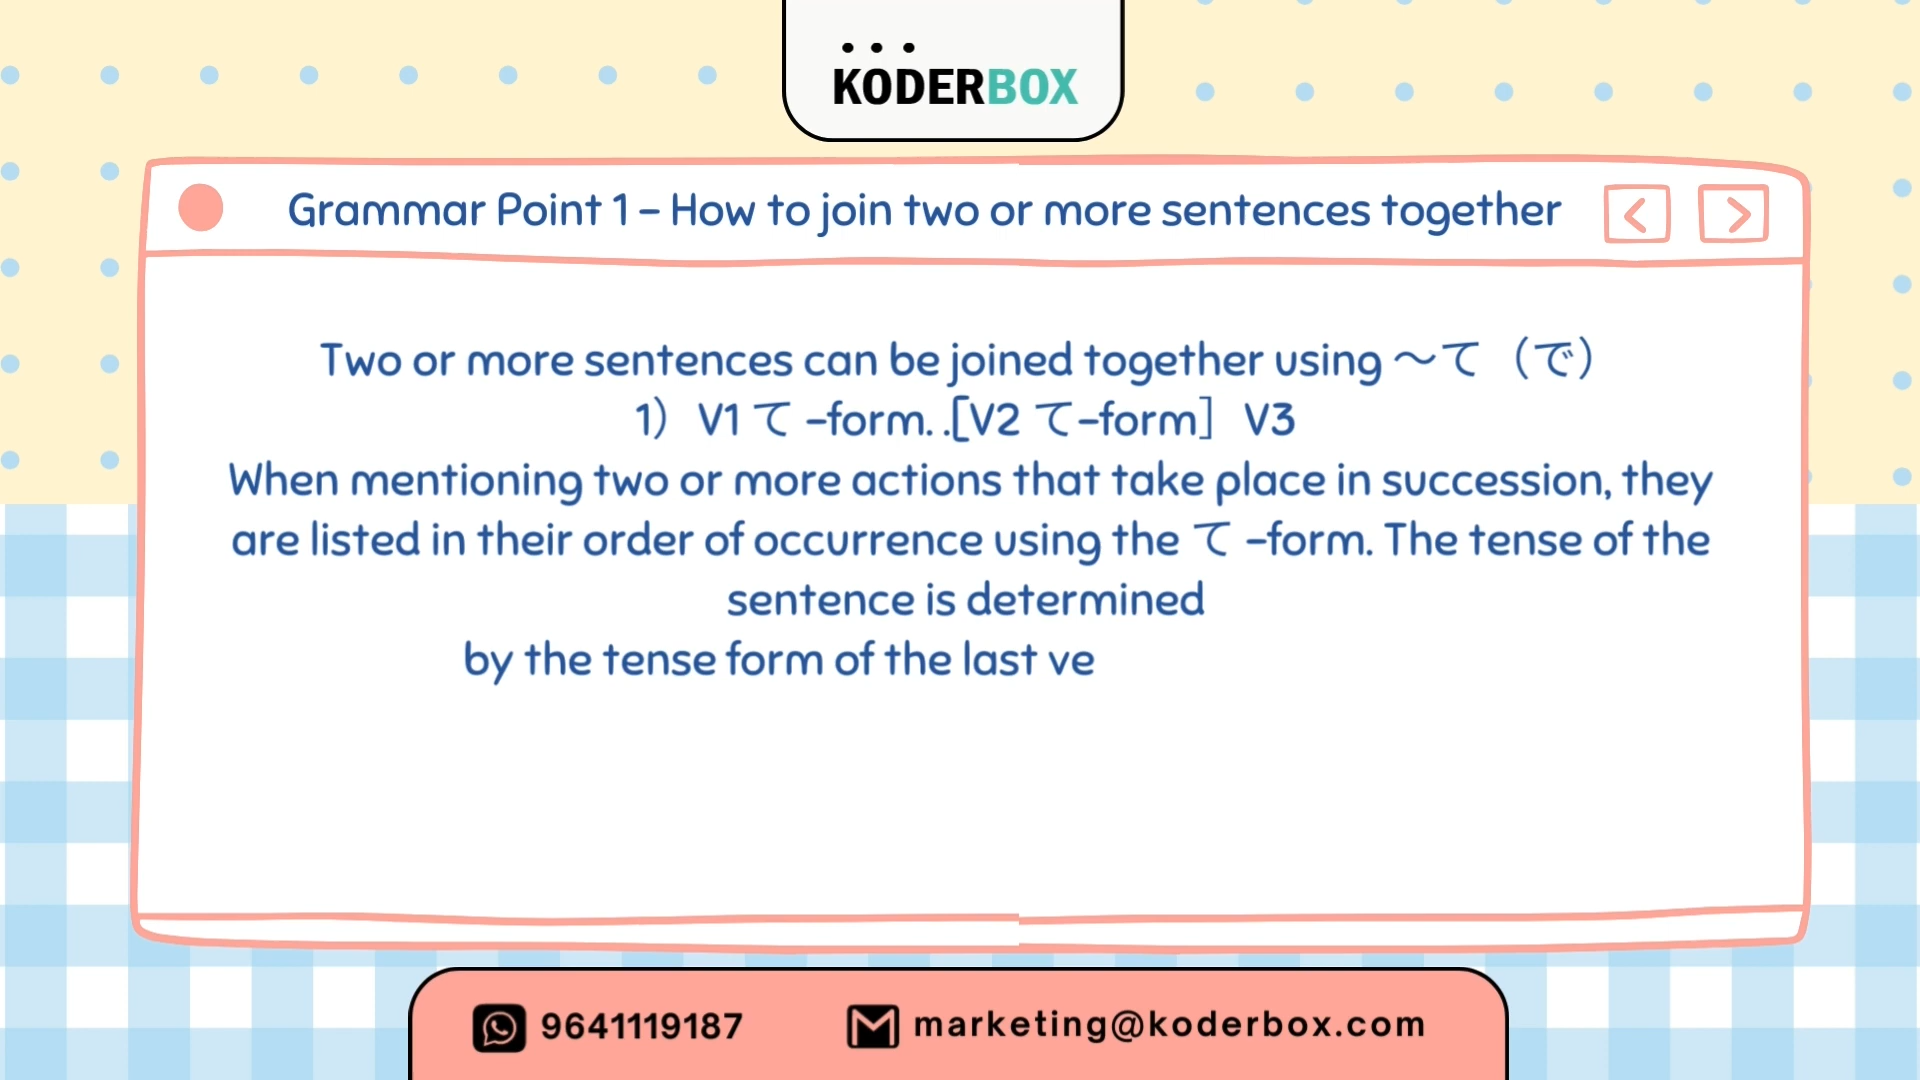 KODERBOX
Grammar Point 1 – How to join two or more sentences together
Two or more sentences can be joined together using ～て（で）
1）V1 て -form. .[V2 て-form］V3
When mentioning two or more actions that take place in succession, they
are listed in their order of occurrence using the て -form. The tense of the
sentence is determined
by the tense form of the last ve
9641119187
marketing@koderbox.com